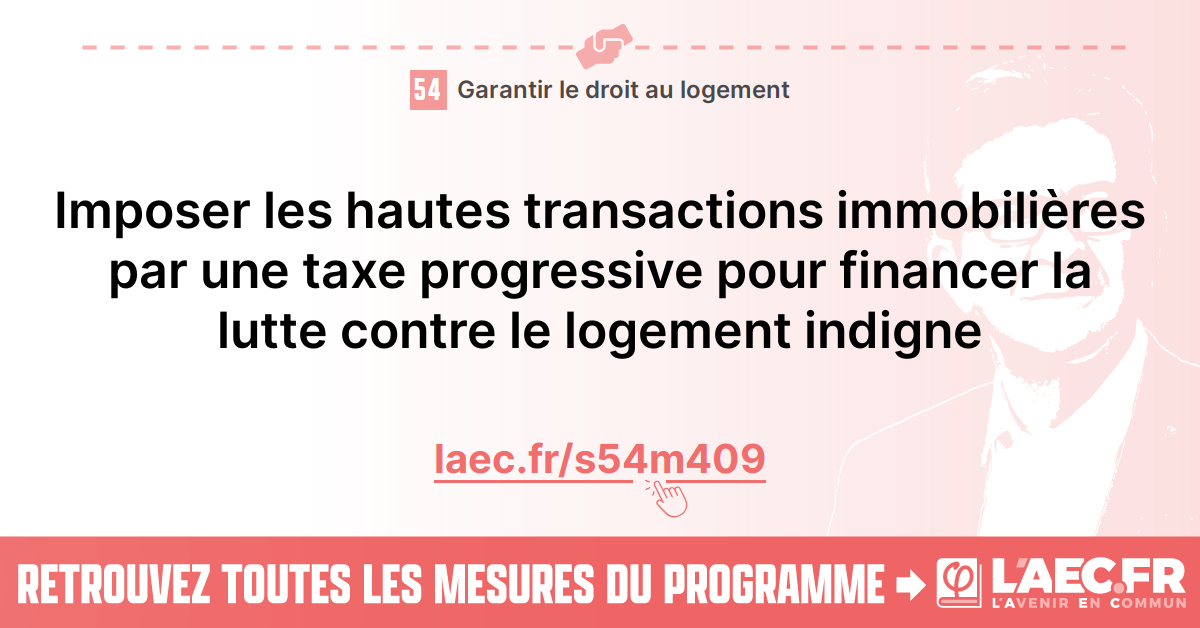 54 Garantir le droit au logement
Imposer les hautes transactions immobilières
par une taxe progressive pour financer la
lutte contre le logement indigne
laec.fr/s54m409
RETROUVEZ TOUTES LES MESURES DU PROGRAMME
φ L'AEC.FR
L'AVENIR EN COMMUN